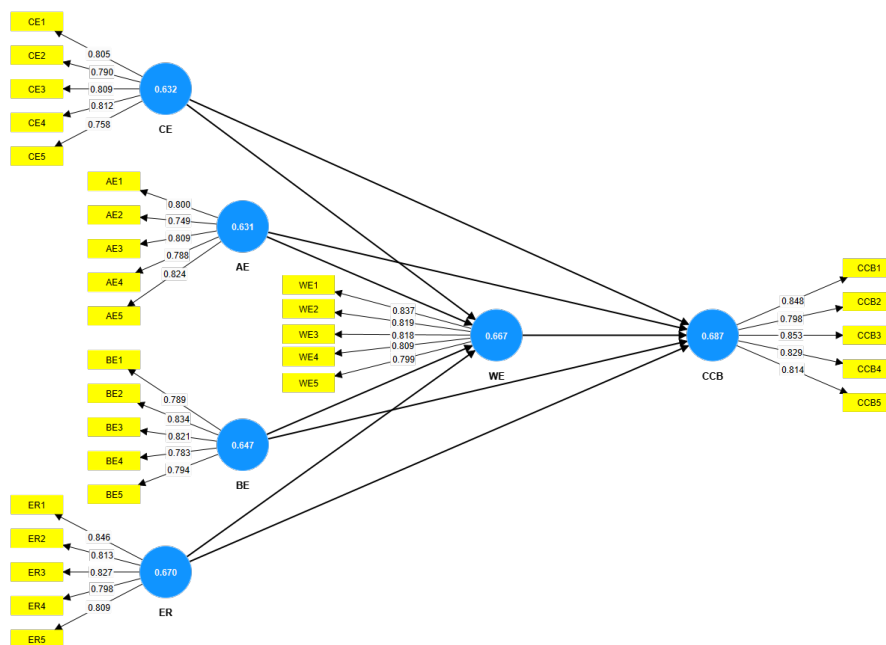 CE1
CE2
CE3
CE4
CE5
0.805
0.790
0.809
0.812
0.758
0.632
CE
AE1
AE2
AE3
AE4
AE5
0.800
0.749
0.809
0.788
0.824
0.631
AE
WE1
WE2
WE3
WE4
WE5
0.837
0.819
0.818
0.809
0.799
0.667
WE
BE1
BE2
BE3
BE4
BE5
0.789
0.834
0.821
0.783
0.794
0.647
BE
ER1
ER2
ER3
ER4
ER5
0.846
0.813
0.827
0.798
0.809
0.670
ER
0.687
CCB
0.848
0.798
0.853
0.829
0.814
CCB1
CCB2
CCB3
CCB4
CCB5